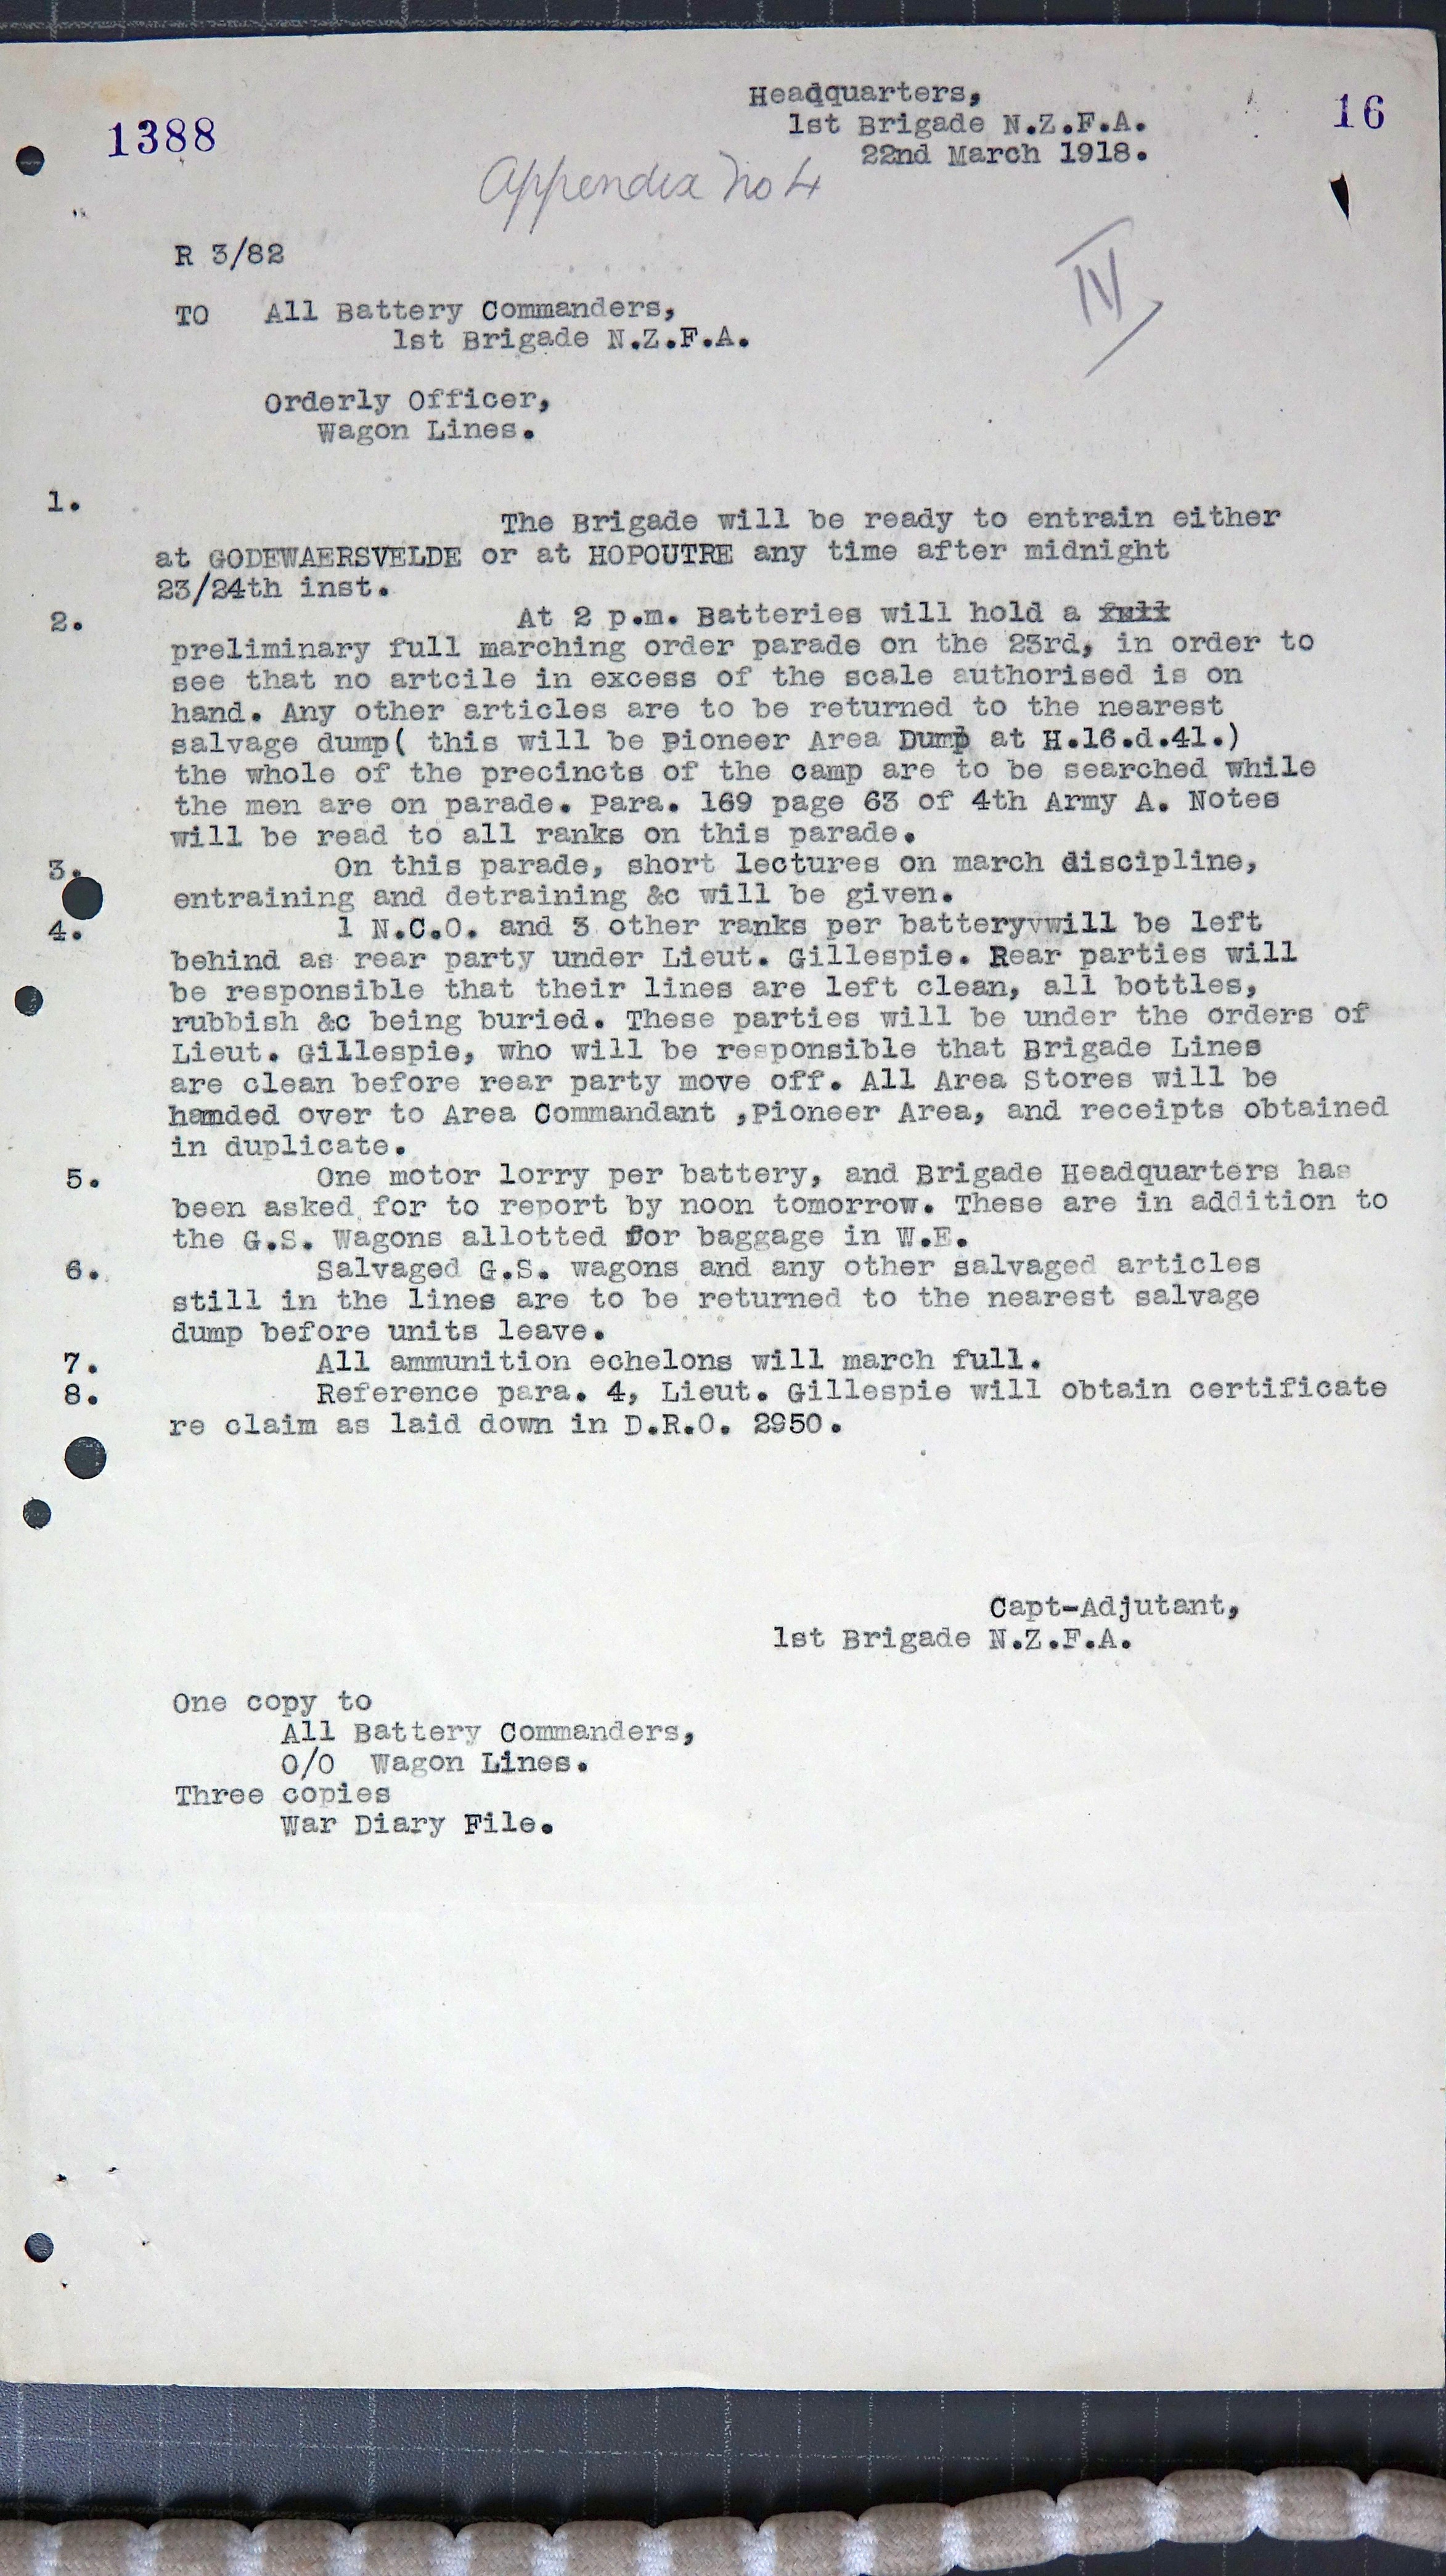 Headquarters,
1388
1st Brigade N.Z.F.A.
16
22nd March 1918.
Appendix No 4
IV
R 3/82
TO All Battery Commanders,
1st Brigade N.Z.F.A.
Orderly Officer,
Wagon Lines.
1.
The Brigade will be ready to entrain either
at GODEWAERSVELDE or at HOPOUTRE any time after midnight
23/24th inst.
2. At 2 p.m. Batteries will hold a full
preliminary full marching order parade on the 23rd, in order to
see that no artcile in excess of the scale authorised is on
hand. Any other articles are to be returned to the nearest
salvage dump( this will be Pioneer Area Dump at H.16.d.41.)
the whole of the precincts of the camp are to be searched while
the men are on parade. Para. 169 page 63 of 4th Army A. Notes
will be read to all ranks on this parade.
3. On this parade, short lectures on march discipline,
entraining and detraining &c will be given.
4. 1 N.C.O. and 3 other ranks per batteryvwill be left
behind as rear party under Lieut. Gillespie. Rear parties will
be responsible that their lines are left clean, all bottles,
rubbish &c being buried. These parties will be under the orders of
Lieut. Gillespie, who will be responsible that Brigade Lines
are clean before rear party move off. All Area Stores will be
handed over to Area Commandant ,Pioneer Area, and receipts obtained
in duplicate.
5. One motor lorry per battery, and Brigade Headquarters has
been asked for to report by noon tomorrow. These are in addition to
the G.S. Wagons allotted for baggage in W.E.
6. Salvaged G.S. wagons and any other salvaged articles
still in the lines are to be returned to the nearest salvage
dump before units leave.
7. All ammunition echelons will march full.
8. Reference para. 4, Lieut. Gillespie will obtain certificate
re claim as laid down in D.R.O. 2950.
Capt-Adjutant,
1st Brigade N.Z.F.A.
One copy to
All Battery Commanders,
O/O Wagon Lines.
Three copies
War Diary File.